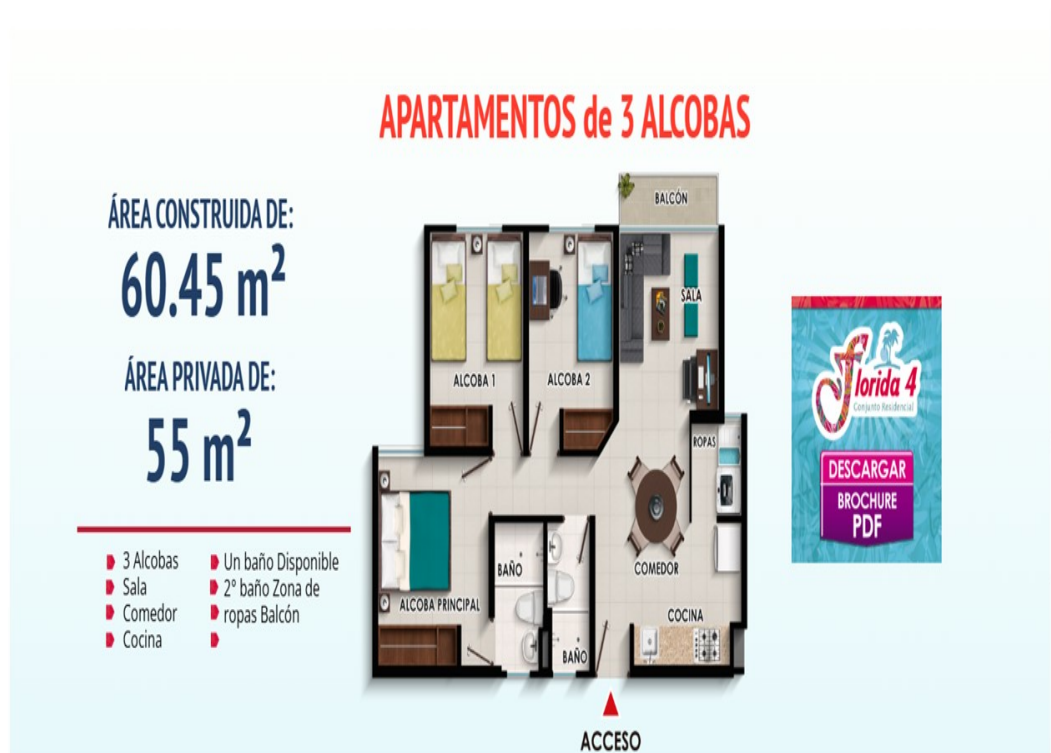 APARTAMENTOS de 3 ALCOBAS
ÁREA CONSTRUIDA DE:
60.45 m²
ÁREA PRIVADA DE:
55 m²
3 Alcobas
Sala
Comedor
Cocina
Un baño Disponible
2° baño Zona de
ropas Balcón
BALCÓN
SALA
ALCOBA 1
ALCOBA 2
ROPAS
BAÑO
COMEDOR
ALCOBA PRINCIPAL
COCINA
BAÑO
ACCESO
Florida 4
Conjunto Residencial
DESCARGAR
BROCHURE
PDF